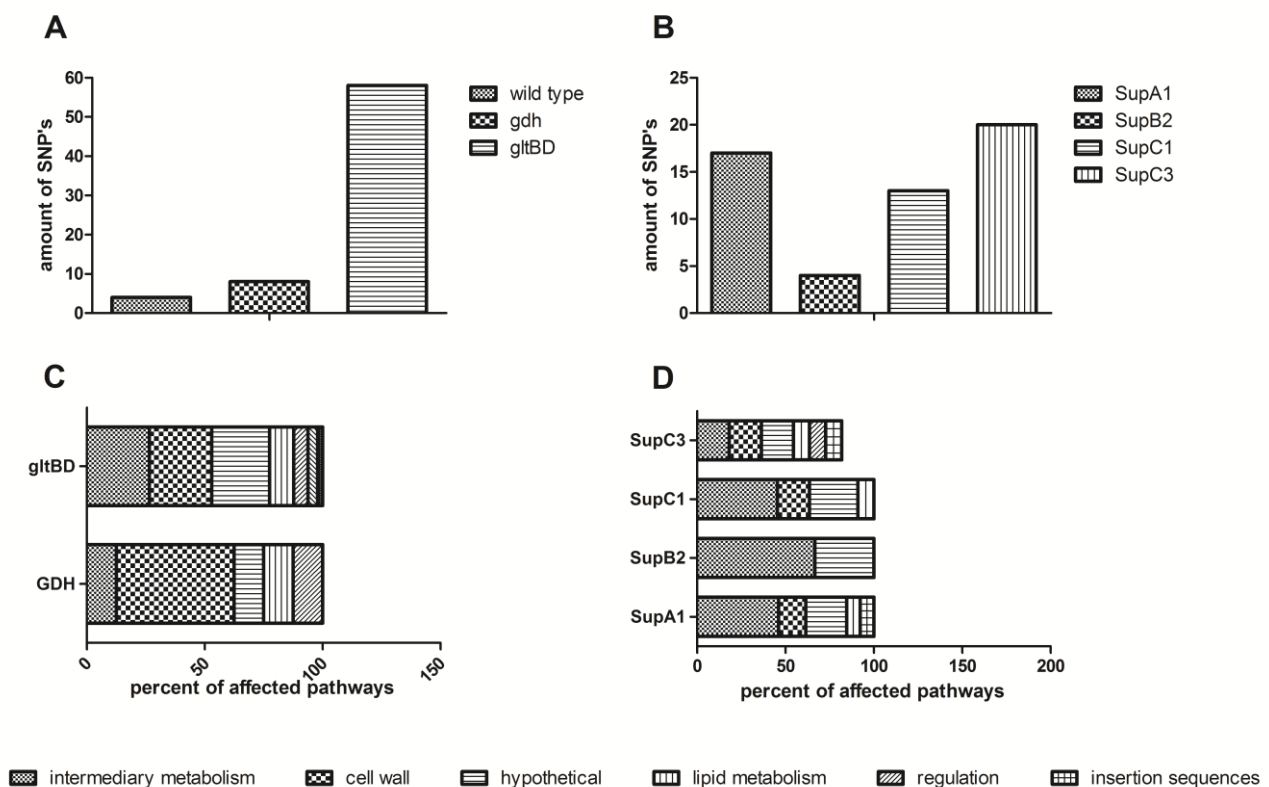 A
amount of SNP's
60
50
40
30
20
10
0
wild type
gdh
gltBD
B
amount of SNP's
25
20
15
10
5
0
SupA1
SupB2
SupC1
SupC3
C
gltBD
GDH
0 50 100 150
percent of affected pathways
D
SupC3
SupC1
SupB2
SupA1
0 50 100 150 200
percent of affected pathways
intermediary metabolism cell wall hypothetical lipid metabolism regulation insertion sequences